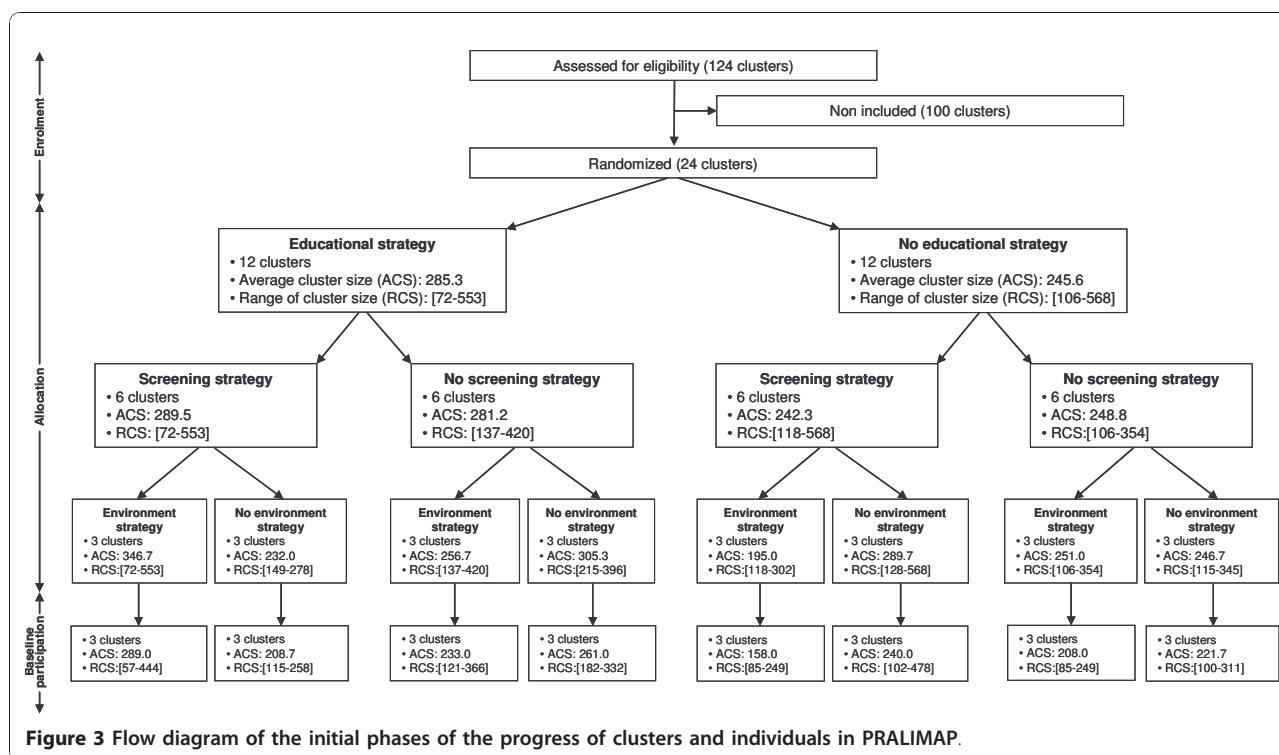 Enrolment
Allocation
Baseline
participation
Assessed for eligibility (124 clusters)
Non included (100 clusters)
Randomized (24 clusters)
Educational strategy
• 12 clusters
• Average cluster size (ACS): 285.3
• Range of cluster size (RCS): [72-553]
No educational strategy
• 12 clusters
• Average cluster size (ACS): 245.6
• Range of cluster size (RCS): [106-568]
Screening strategy
• 6 clusters
• ACS: 289.5
• RCS: [72-553]
No screening strategy
• 6 clusters
• ACS: 281.2
• RCS: [137-420]
Screening strategy
• 6 clusters
• ACS: 242.3
• RCS:[118-568]
No screening strategy
• 6 clusters
• ACS: 248.8
• RCS:[106-354]
Environment
strategy
• 3 clusters
• ACS: 346.7
• RCS:[72-553]
No environment
strategy
• 3 clusters
• ACS: 232.0
• RCS:[149-278]
Environment
strategy
• 3 clusters
• ACS: 256.7
• RCS:[137-420]
No environment
strategy
• 3 clusters
• ACS: 305.3
• RCS:[215-396]
Environment
strategy
• 3 clusters
• ACS: 195.0
• RCS:[118-302]
No environment
strategy
• 3 clusters
• ACS: 289.7
• RCS:[128-568]
Environment
strategy
• 3 clusters
• ACS: 251.0
• RCS:[106-354]
No environment
strategy
• 3 clusters
• ACS: 246.7
• RCS:[115-345]
• 3 clusters
• ACS: 289.0
• RCS:[57-444]
• 3 clusters
• ACS: 208.7
• RCS:[115-258]
• 3 clusters
• ACS: 233.0
• RCS:[121-366]
• 3 clusters
• ACS: 261.0
• RCS:[182-332]
• 3 clusters
• ACS: 158.0
• RCS:[85-249]
• 3 clusters
• ACS: 240.0
• RCS: [102-478]
• 3 clusters
• ACS: 208.0
• RCS:[85-249]
• 3 clusters
• ACS: 221.7
• RCS:[100-311]
Figure 3 Flow diagram of the initial phases of the progress of clusters and individuals in PRALIMAP.